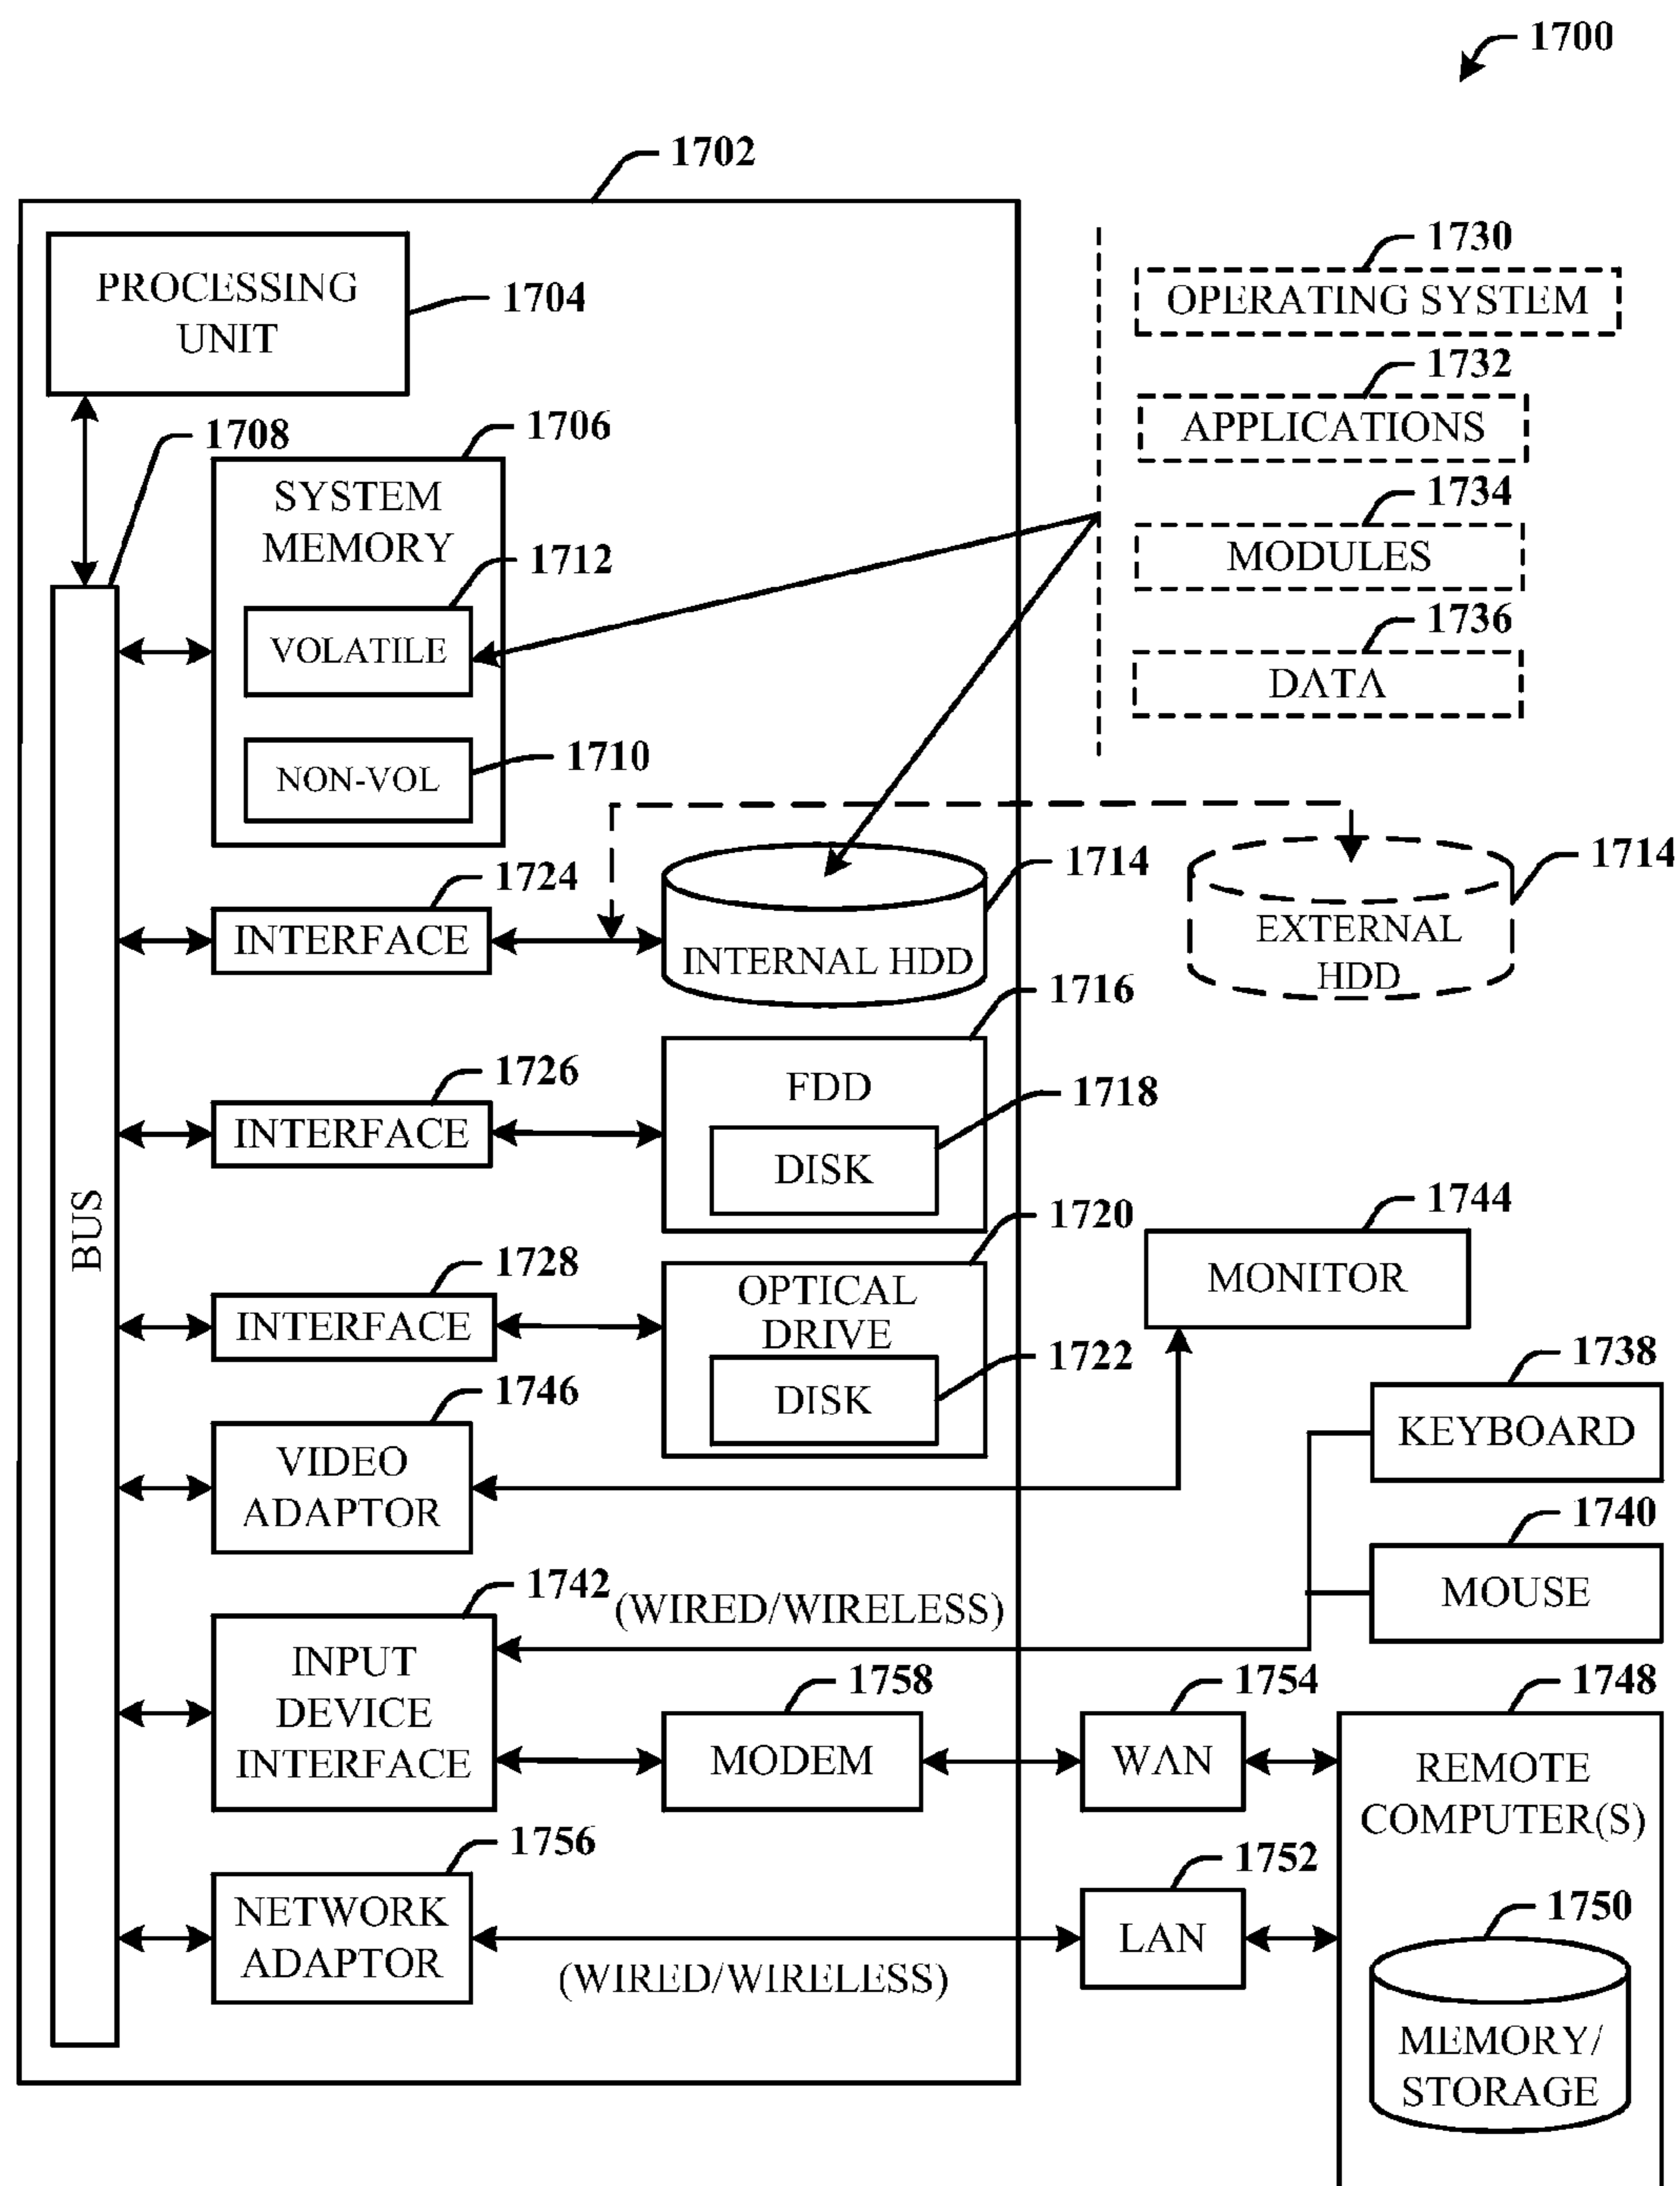 1700
1702
PROCESSING
UNIT
1704
1730
OPERATING SYSTEM
1732
APPLICATIONS
1734
MODULES
1736
DATA
1708
1706
SYSTEM
MEMORY
1712
VOLATILE
1710
NON-VOL
1724
INTERFACE
1714
INTERNAL HDD
1714
EXTERNAL
HDD
1716
FDD
1726
INTERFACE
1718
DISK
BUS
1720
OPTICAL
DRIVE
1728
INTERFACE
1722
DISK
1744
MONITOR
1738
KEYBOARD
1746
VIDEO
ADAPTOR
1740
MOUSE
1742
(WIRED/WIRELESS)
INPUT
DEVICE
INTERFACE
1758
MODEM
1754
WAN
1748
REMOTE
COMPUTER(S)
1756
NETWORK
ADAPTOR
(WIRED/WIRELESS)
1752
LAN
1750
MEMORY/
STORAGE